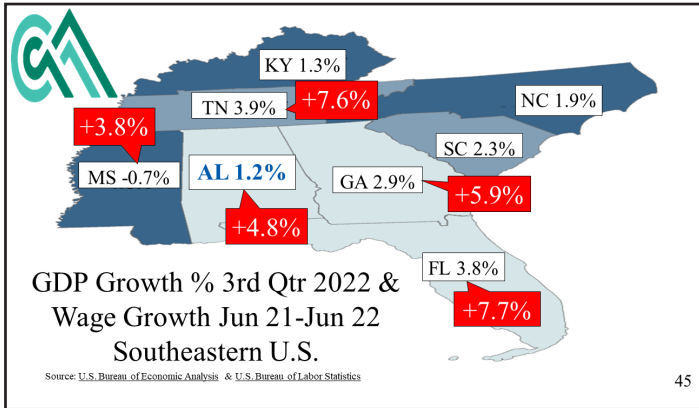 KY 1.3%
TN 3.9%
+7.6%
NC 1.9%
+3.8%
SC 2.3%
MS -0.7%
AL 1.2%
GA 2.9%
+5.9%
+4.8%
FL 3.8%
+7.7%
GDP Growth % 3rd Qtr 2022 &
Wage Growth Jun 21-Jun 22
Southeastern U.S.
Source: U.S. Bureau of Economic Analysis & U.S. Bureau of Labor Statistics
45